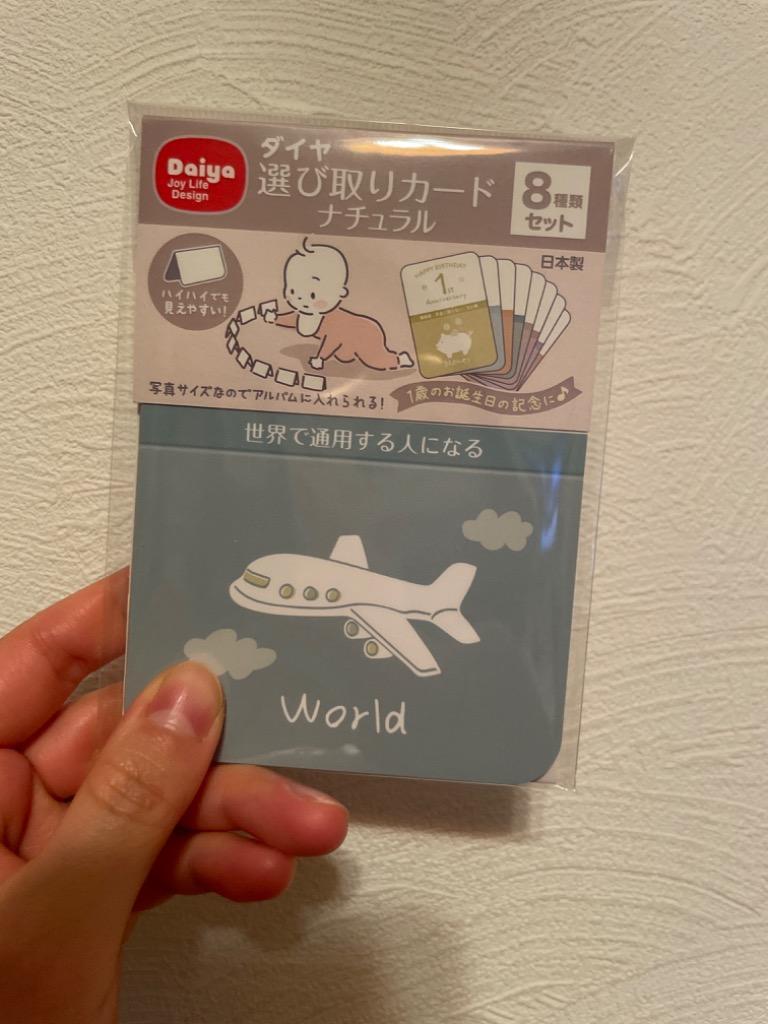 Daiya
Joy Life
Design
ダイヤ
選び取りカード
ナチュラル
8種類
セット
日本製
ハイハイでも
見えやすい!
HAPPY BIRTHDAY
1st
Anniversary
写真サイズなのでアルバムに入れられる!
1歳のお誕生日の記念に♪
世界で通用する人になる
World